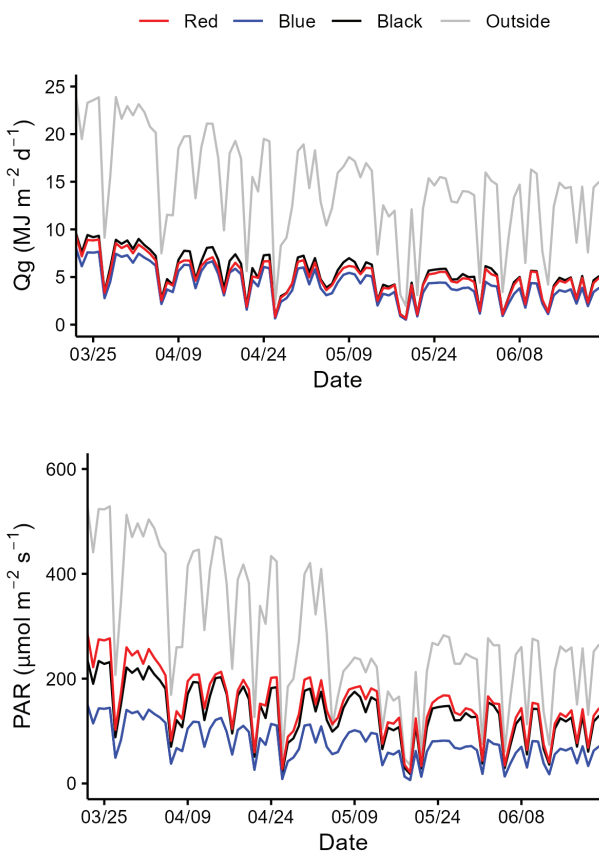 Red Blue Black Outside
Qg (MJ m⁻² d⁻¹)
25
20
15
10
5
0
03/25 04/09 04/24 05/09 05/24 06/08
Date
PAR (μmol m⁻² s⁻¹)
600
400
200
0
03/25 04/09 04/24 05/09 05/24 06/08
Date